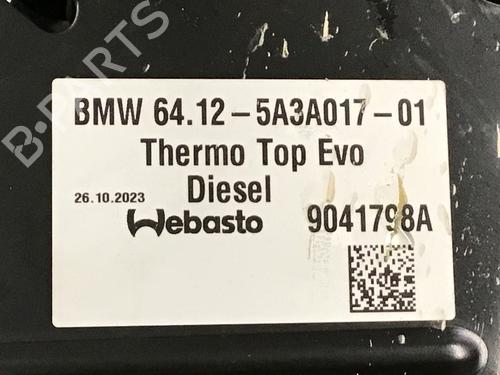 B-PARTS
BMW 64.12-5A3A017-01
Thermo Top Evo
Diesel
26.10.2023
Webasto 9041798A